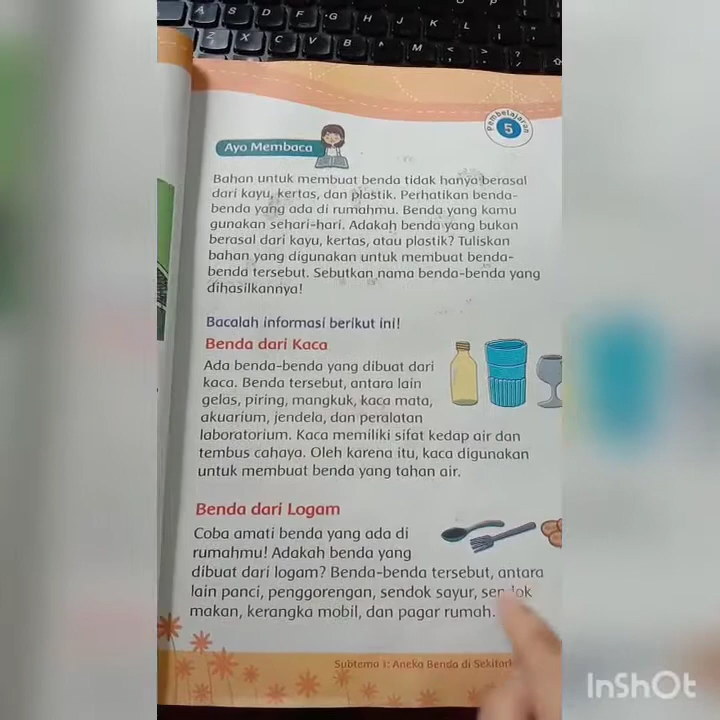 A S D F G H J K L
Z X C V B N M
Pembelajaran
5
Ayo Membaca
Bahan untuk membuat benda tidak hanya berasal
dari kayu, kertas, dan plastik. Perhatikan benda-
benda yang ada di rumahmu. Benda yang kamu
gunakan sehari-hari. Adakah benda yang bukan
berasal dari kayu, kertas, atau plastik? Tuliskan
bahan yang digunakan untuk membuat benda-
benda tersebut. Sebutkan nama benda-benda yang
dihasilkannya!
Bacalah informasi berikut ini!
Benda dari Kaca
Ada benda-benda yang dibuat dari
kaca. Benda tersebut, antara lain
gelas, piring, mangkuk, kaca mata,
akuarium, jendela, dan peralatan
laboratorium. Kaca memiliki sifat kedap air dan
tembus cahaya. Oleh karena itu, kaca digunakan
untuk membuat benda yang tahan air.
Benda dari Logam
Coba amati benda yang ada di
rumahmu! Adakah benda yang
dibuat dari logam? Benda-benda tersebut, antara
lain panci, penggorengan, sendok sayur, sendok
makan, kerangka mobil, dan pagar rumah.
Subtema 1: Aneka Benda di
InShOt